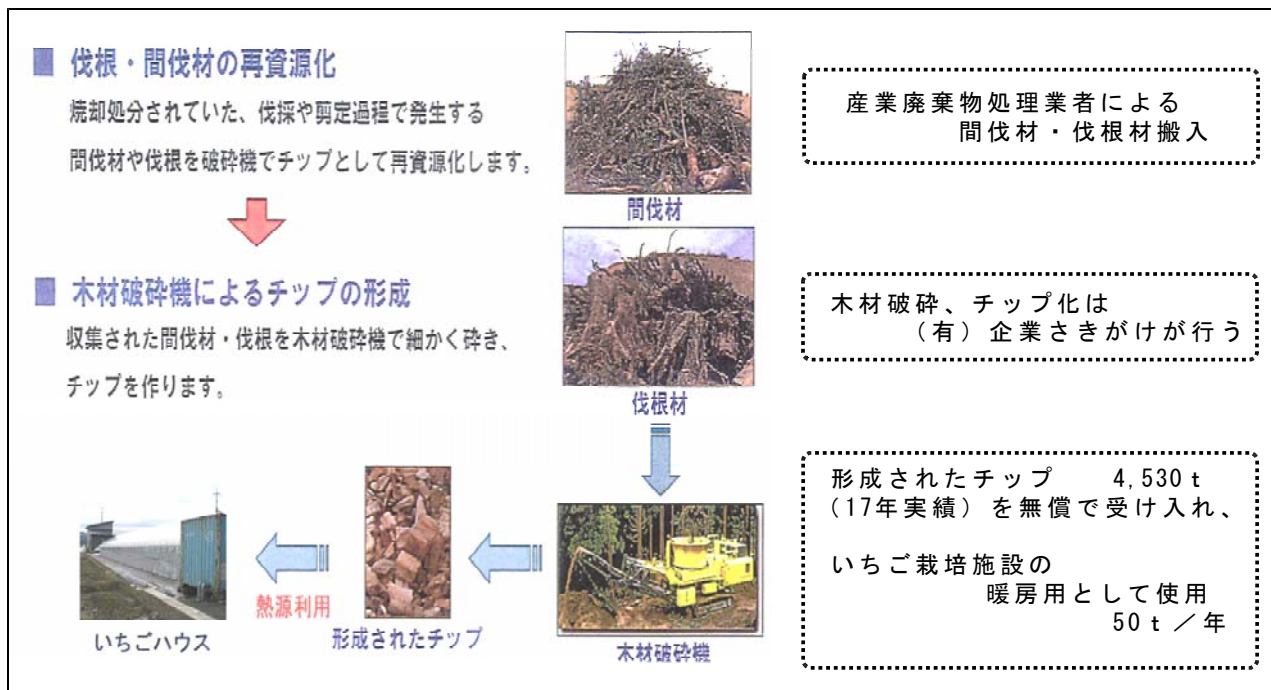 ■ 伐根・間伐材の再資源化
焼却処分されていた、伐採や剪定過程で発生する
間伐材や伐根を破砕機でチップとして再資源化します。
間伐材
産業廃棄物処理業者による
間伐材・伐根材搬入
■ 木材破砕機によるチップの形成
収集された間伐材・伐根を木材破砕機で細かく砕き、
チップを作ります。
伐根材
木材破砕、チップ化は
（有）企業さきがけが行う
いちごハウス
熱源利用
形成されたチップ
木材破砕機
形成されたチップ 4,530ｔ
（17年実績）を無償で受け入れ、
いちご栽培施設の
暖房用として使用
50ｔ／年